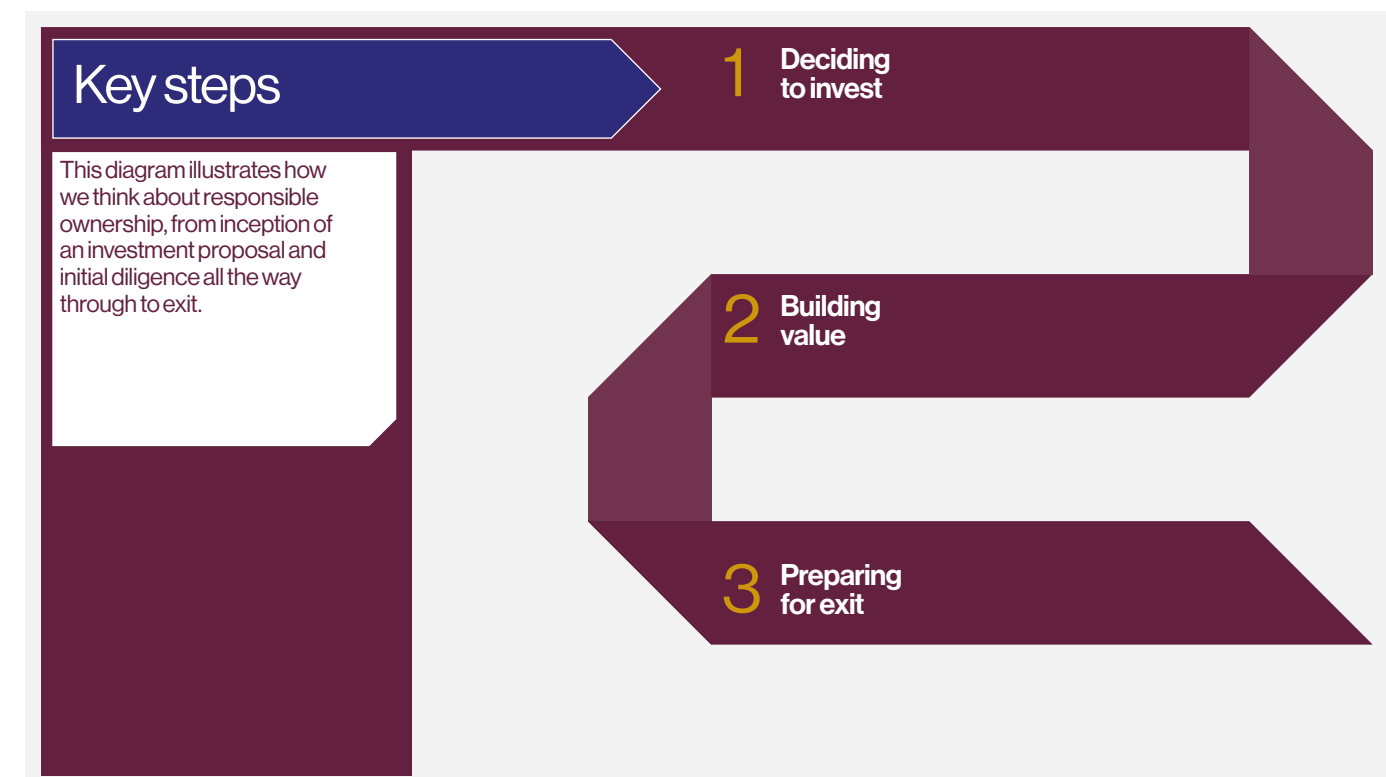 Key steps
This diagram illustrates how
we think about responsible
ownership, from inception of
an investment proposal and
initial diligence all the way
through to exit.
1
Deciding
to invest
2
Building
value
3
Preparing
for exit